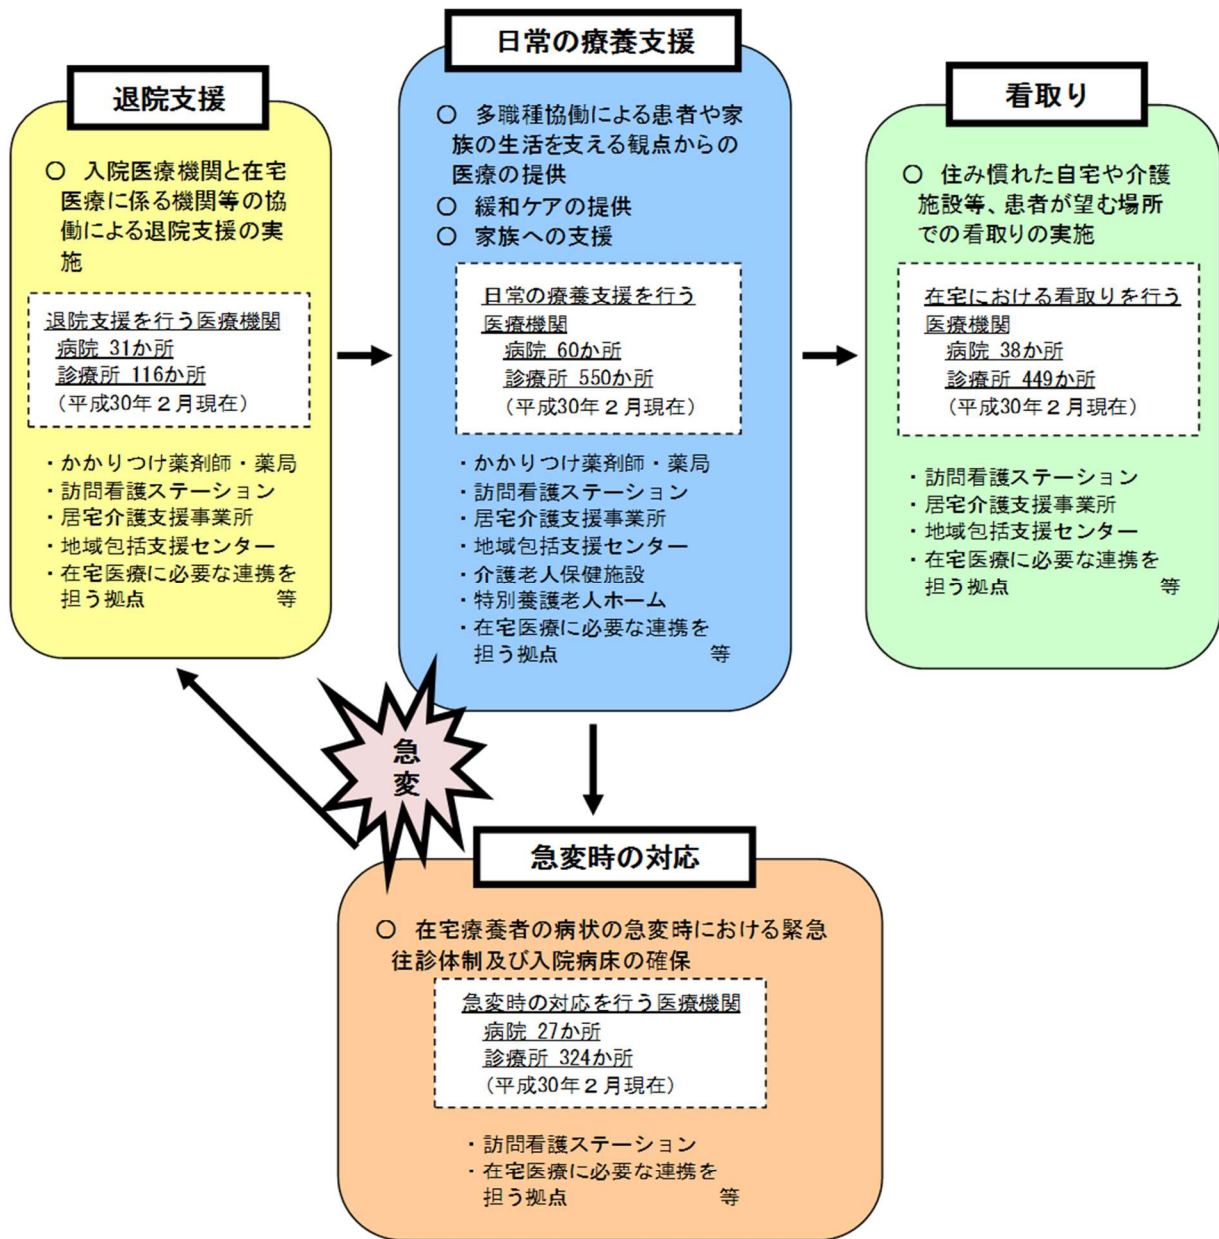 退院支援
○ 入院医療機関と在宅
医療に係る機関等の協
働による退院支援の実
施
退院支援を行う医療機関
病院 31か所
診療所 116か所
（平成30年２月現在）
・かかりつけ薬剤師・薬局
・訪問看護ステーション
・居宅介護支援事業所
・地域包括支援センター
・在宅医療に必要な連携を
担う拠点 等
日常の療養支援
○ 多職種協働による患者や家
族の生活を支える観点からの
医療の提供
○ 緩和ケアの提供
○ 家族への支援
日常の療養支援を行う
医療機関
病院 60か所
診療所 550か所
（平成30年２月現在）
・かかりつけ薬剤師・薬局
・訪問看護ステーション
・居宅介護支援事業所
・地域包括支援センター
・介護老人保健施設
・特別養護老人ホーム
・在宅医療に必要な連携を
担う拠点 等
看取り
○ 住み慣れた自宅や介護
施設等、患者が望む場所
での看取りの実施
在宅における看取りを行う
医療機関
病院 38か所
診療所 449か所
（平成30年２月現在）
・訪問看護ステーション
・居宅介護支援事業所
・地域包括支援センター
・在宅医療に必要な連携を
担う拠点 等
急
変
急変時の対応
○ 在宅療養者の病状の急変時における緊急
往診体制及び入院病床の確保
急変時の対応を行う医療機関
病院 27か所
診療所 324か所
（平成30年２月現在）
・訪問看護ステーション
・在宅医療に必要な連携を
担う拠点 等